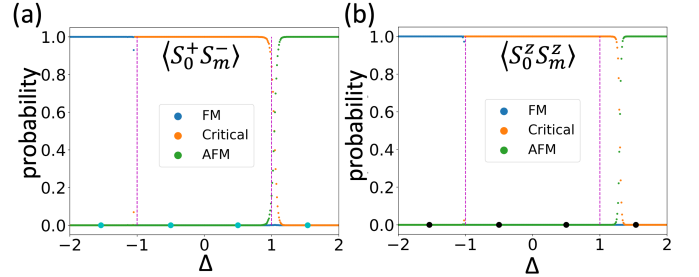 (a)
⟨S₀⁺S⁻ₘ⟩
probability
1.0
0.8
0.6
0.4
0.2
0.0
FM
Critical
AFM
−2
−1
0
1
2
Δ
(b)
⟨S₀ᶻSᶻₘ⟩
probability
1.0
0.8
0.6
0.4
0.2
0.0
FM
Critical
AFM
−2
−1
0
1
2
Δ